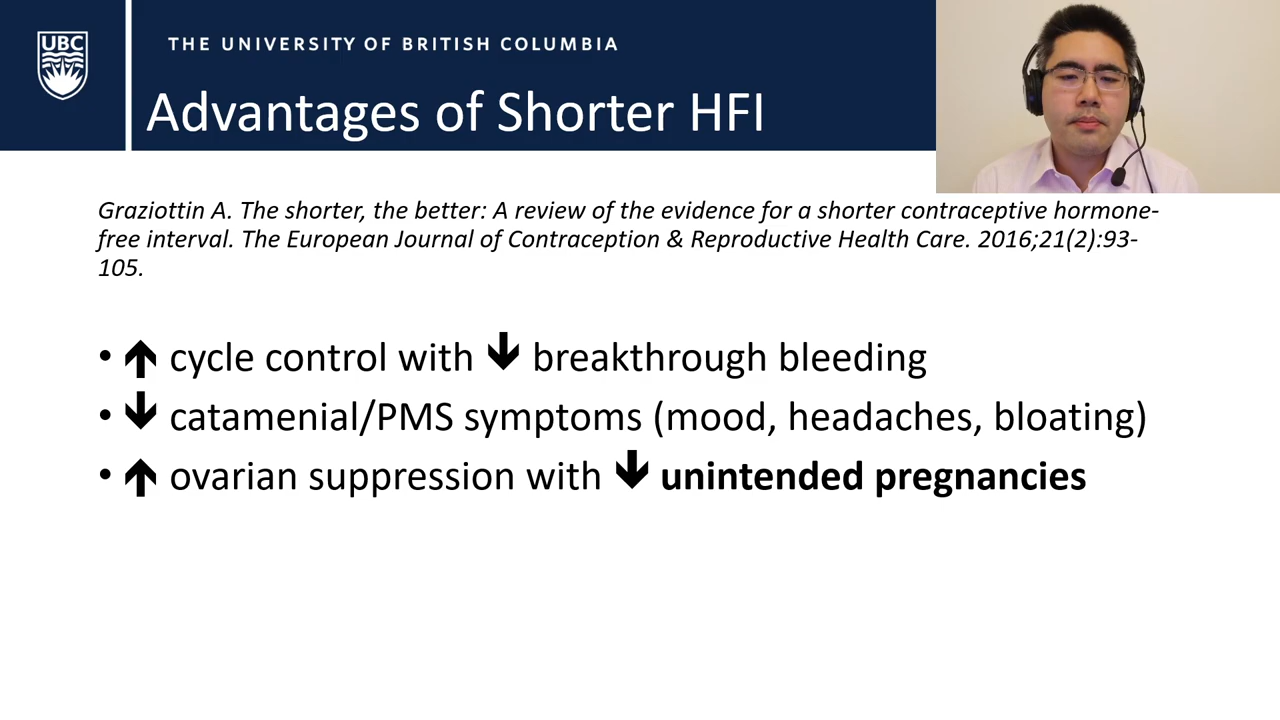 UBC
THE UNIVERSITY OF BRITISH COLUMBIA
Advantages of Shorter HFI
Graziottin A. The shorter, the better: A review of the evidence for a shorter contraceptive hormone-
free interval. The European Journal of Contraception & Reproductive Health Care. 2016;21(2):93-
105.
• 🡹 cycle control with 🡻 breakthrough bleeding
• 🡻 catamenial/PMS symptoms (mood, headaches, bloating)
• 🡹 ovarian suppression with 🡻 unintended pregnancies